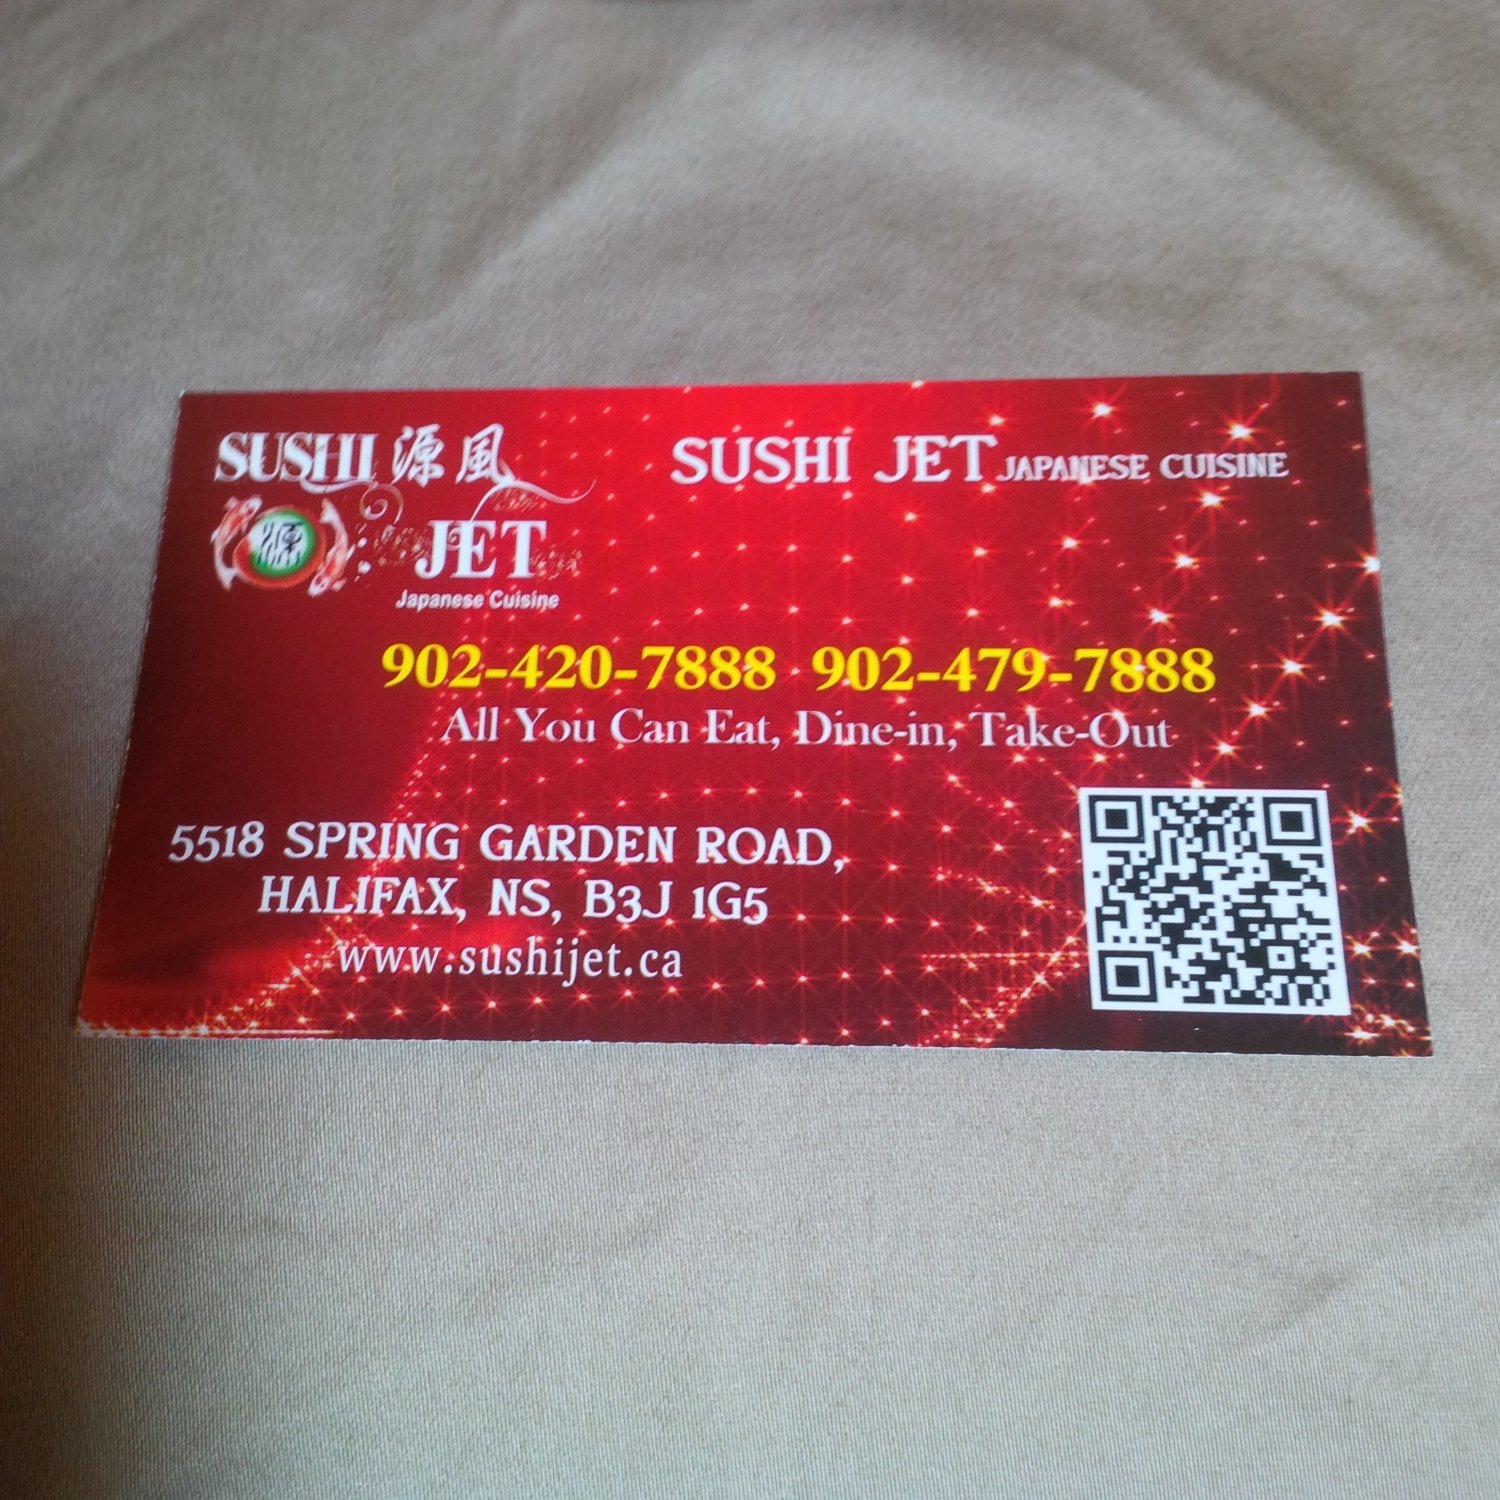 SUSHI 源風
JET
Japanese Cuisine
SUSHI JET JAPANESE CUISINE
902-420-7888 902-479-7888
All You Can Eat, Dine-in, Take-Out
5518 SPRING GARDEN ROAD,
HALIFAX, NS, B3J 1G5
www.sushijet.ca